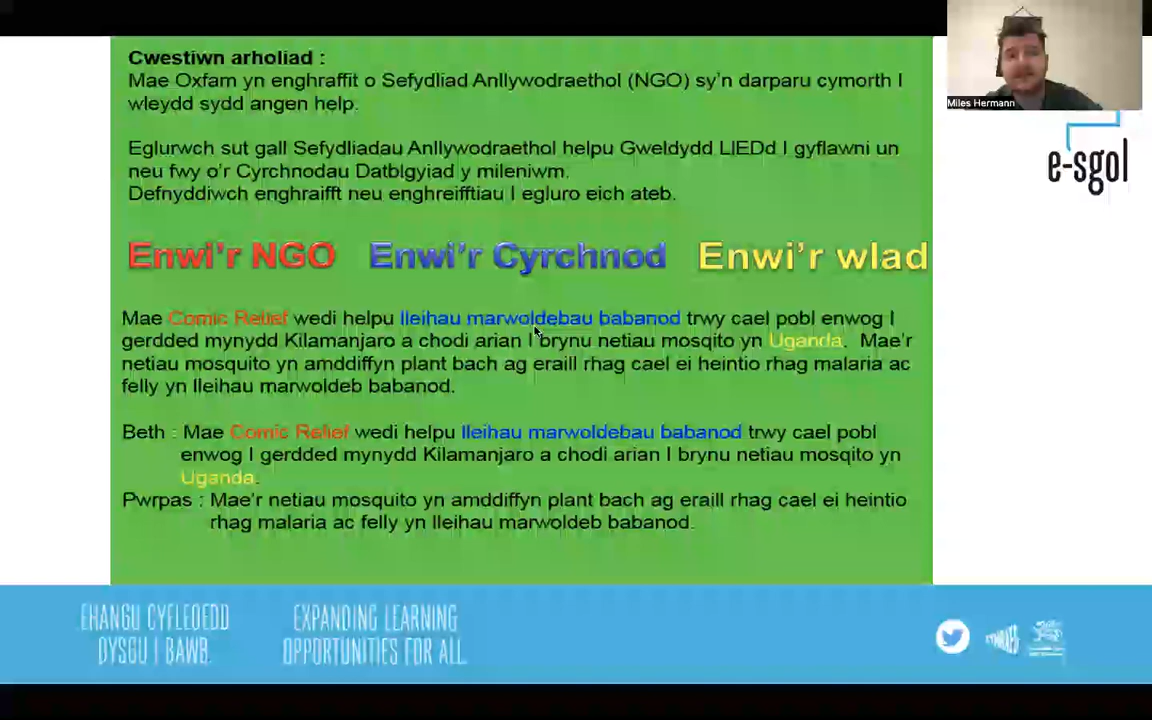 Cwestiwn arholiad :
Mae Oxfam yn enghraffit o Sefydliad Anllywodraethol (NGO) sy'n darparu cymorth I
wleydd sydd angen help.
Eglurwch sut gall Sefydliadau Anllywodraethol helpu Gweldydd LlEDd I gyflawni un
neu fwy o'r Cyrchnodau Datblgyiad y mileniwm.
Defnyddiwch enghraifft neu enghreifftiau I egluro eich ateb.
Enwi'r NGO Enwi'r Cyrchnod Enwi'r wlad
Mae Comic Relief wedi helpu lleihau marwoldebau babanod trwy cael pobl enwog I
gerdded mynydd Kilamanjaro a chodi arian I brynu netiau mosqito yn Uganda. Mae'r
netiau mosquito yn amddiffyn plant bach ag eraill rhag cael ei heintio rhag malaria ac
felly yn lleihau marwoldeb babanod.
Beth : Mae Comic Relief wedi helpu lleihau marwoldebau babanod trwy cael pobl
enwog I gerdded mynydd Kilamanjaro a chodi arian I brynu netiau mosqito yn
Uganda.
Pwrpas : Mae'r netiau mosquito yn amddiffyn plant bach ag eraill rhag cael ei heintio
rhag malaria ac felly yn lleihau marwoldeb babanod.
Miles Hermann
e-sgol
EHANGU CYFLEOEDD
DYSGU I BAWB.
EXPANDING LEARNING
OPPORTUNITIES FOR ALL.